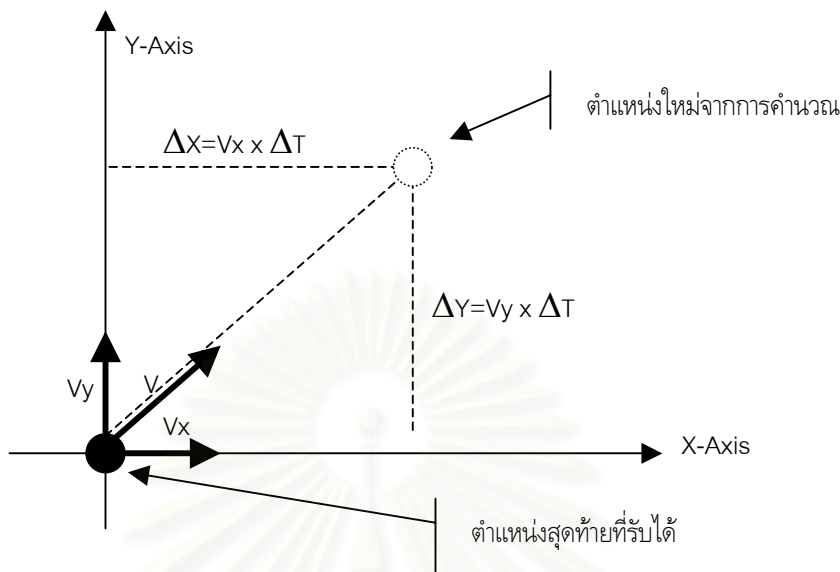 Y-Axis
ตำแหน่งใหม่จากการคำนวณ
ΔX=Vx x ΔT
ΔY=Vy x ΔT
Vy
V
Vx
X-Axis
ตำแหน่งสุดท้ายที่รับได้